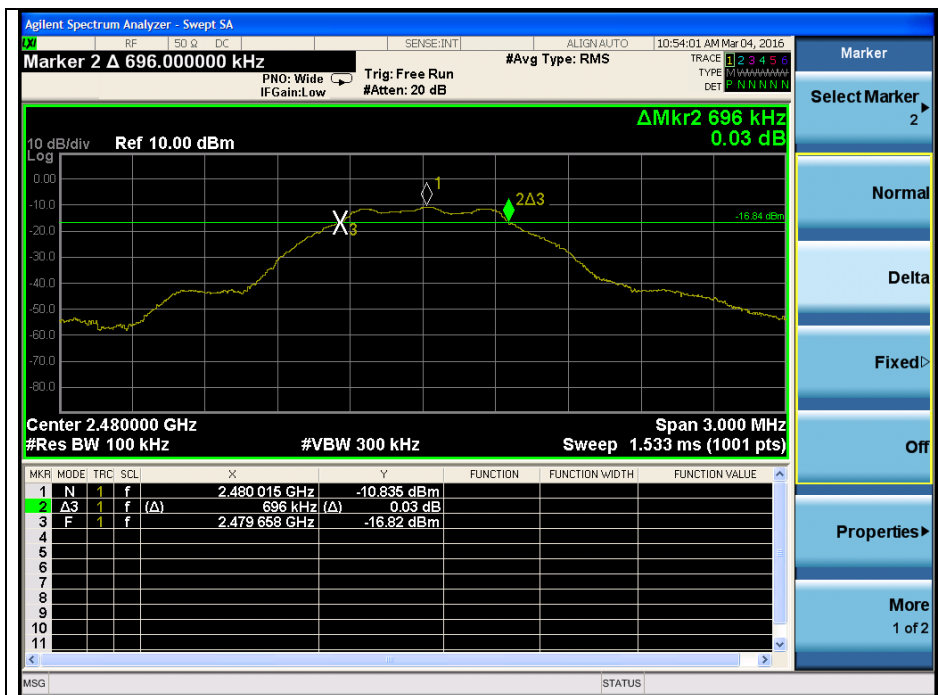 Agilent Spectrum Analyzer - Swept SA
LXI RF 50 Ω DC SENSE:INT ALIGN AUTO 10:54:01 AM Mar 04, 2016
Marker 2 Δ 696.000000 kHz
#Avg Type: RMS
TRACE 1 2 3 4 5 6
PNO: Wide Trig: Free Run
TYPE M WWWWW
IFGain:Low #Atten: 20 dB
DET P N N N N N
ΔMkr2 696 kHz
0.03 dB
10 dB/div Ref 10.00 dBm
Log
0.00
-10.0
-20.0
-30.0
-40.0
-50.0
-60.0
-70.0
-80.0
1
2Δ3
3
-16.84 dBm
Center 2.480000 GHz Span 3.000 MHz
#Res BW 100 kHz #VBW 300 kHz Sweep 1.533 ms (1001 pts)
MKR MODE TRC SCL X Y FUNCTION FUNCTION WIDTH FUNCTION VALUE
1 N 1 f 2.480 015 GHz -10.835 dBm
2 Δ3 1 f (Δ) 696 kHz (Δ) 0.03 dB
3 F 1 f 2.479 658 GHz -16.82 dBm
4
5
6
7
8
9
10
11
MSG STATUS
Marker
Select Marker
2
Normal
Delta
Fixed
Off
Properties
More
1 of 2